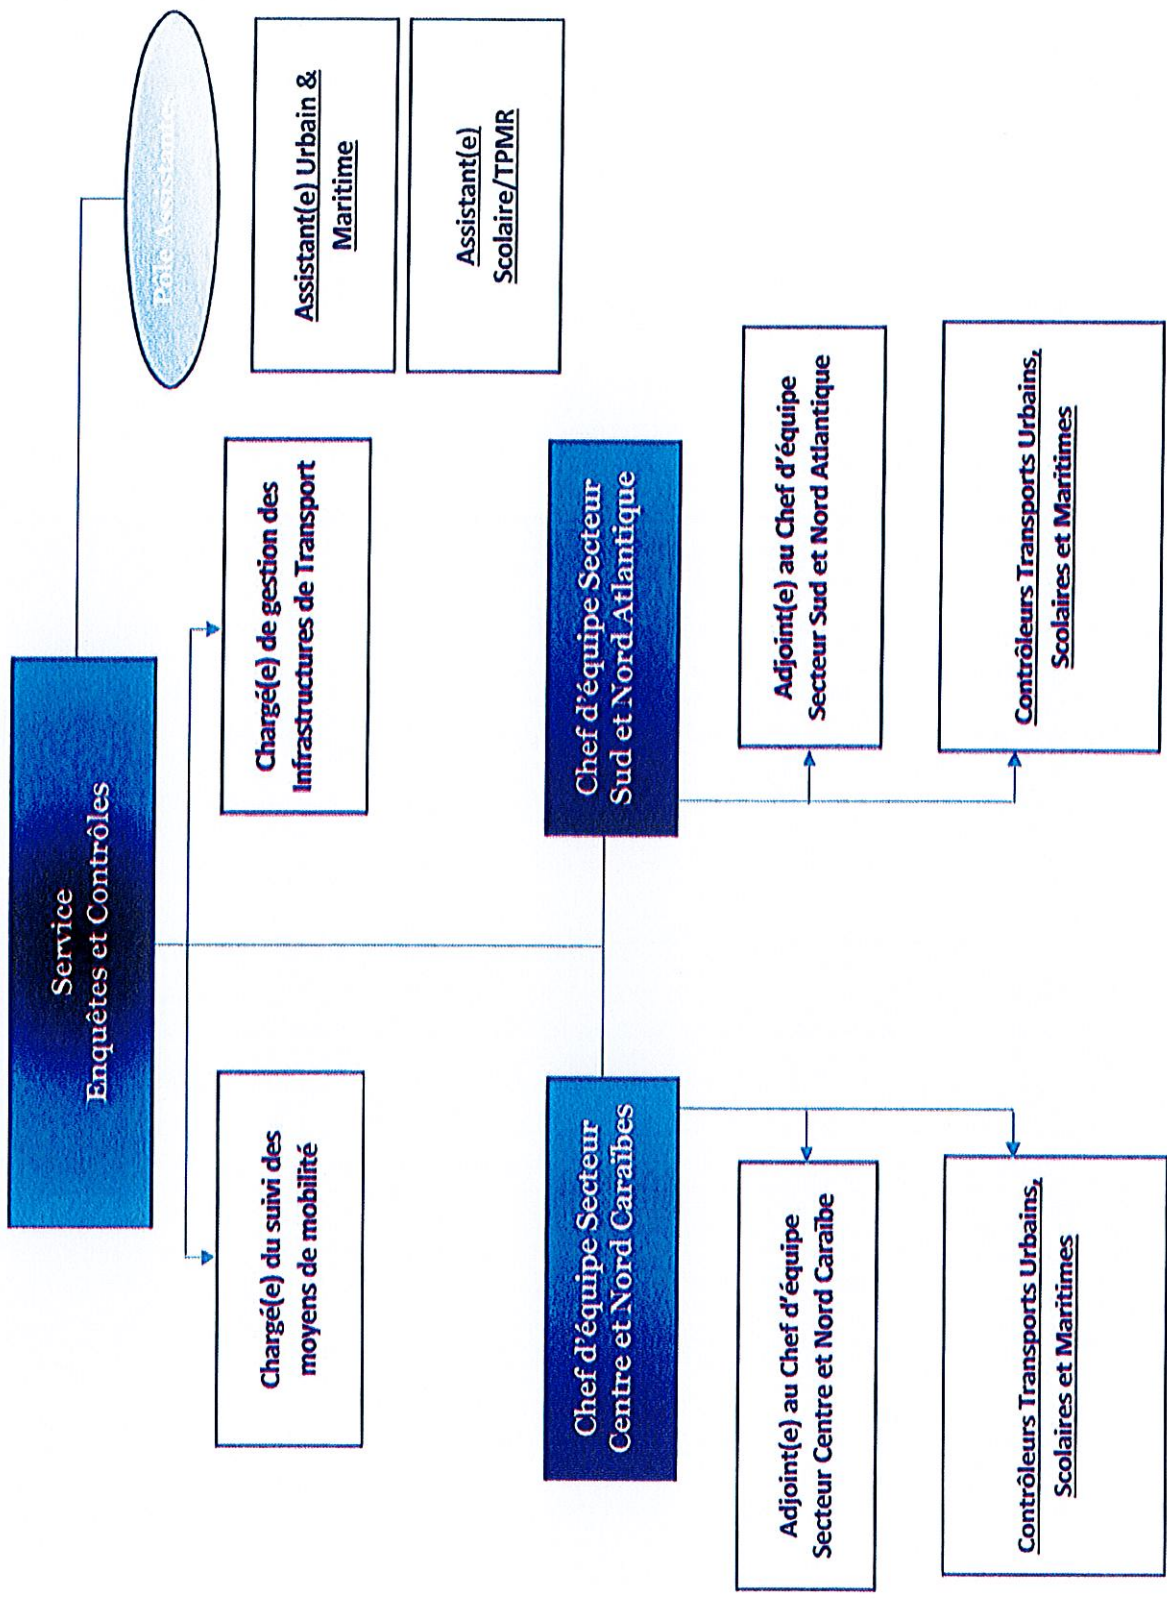 Service
Enquêtes et Contrôles
Pôle Assistantes
Assistant(e) Urbain &
Maritime
Assistant(e)
Scolaire/TPMR
Chargé(e) du suivi des
moyens de mobilité
Chargé(e) de gestion des
Infrastructures de Transport
Chef d'équipe Secteur
Centre et Nord Caraïbes
Chef d'équipe Secteur
Sud et Nord Atlantique
Adjoint(e) au Chef d'équipe
Secteur Centre et Nord Caraïbe
Adjoint(e) au Chef d'équipe
Secteur Sud et Nord Atlantique
Contrôleurs Transports Urbains,
Scolaires et Maritimes
Contrôleurs Transports Urbains,
Scolaires et Maritimes